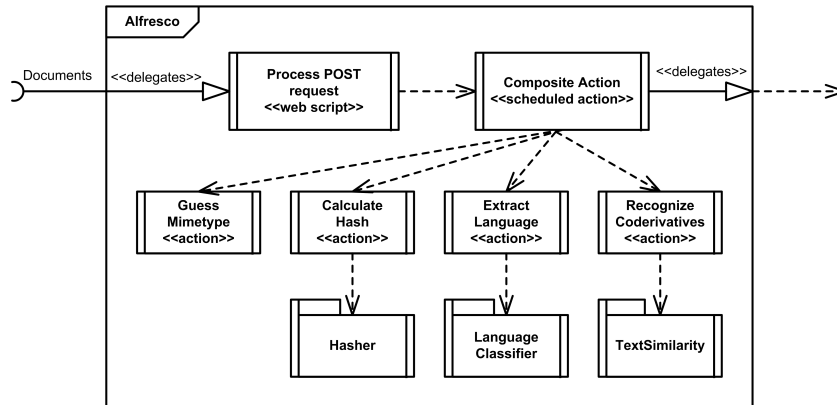 Alfresco
Documents
<<delegates>>
Process POST
request
<<web script>>
Composite Action
<<scheduled action>>
<<delegates>>
Guess
Mimetype
<<action>>
Calculate
Hash
<<action>>
Extract
Language
<<action>>
Recognize
Coderivatives
<<action>>
Hasher
Language
Classifier
TextSimilarity